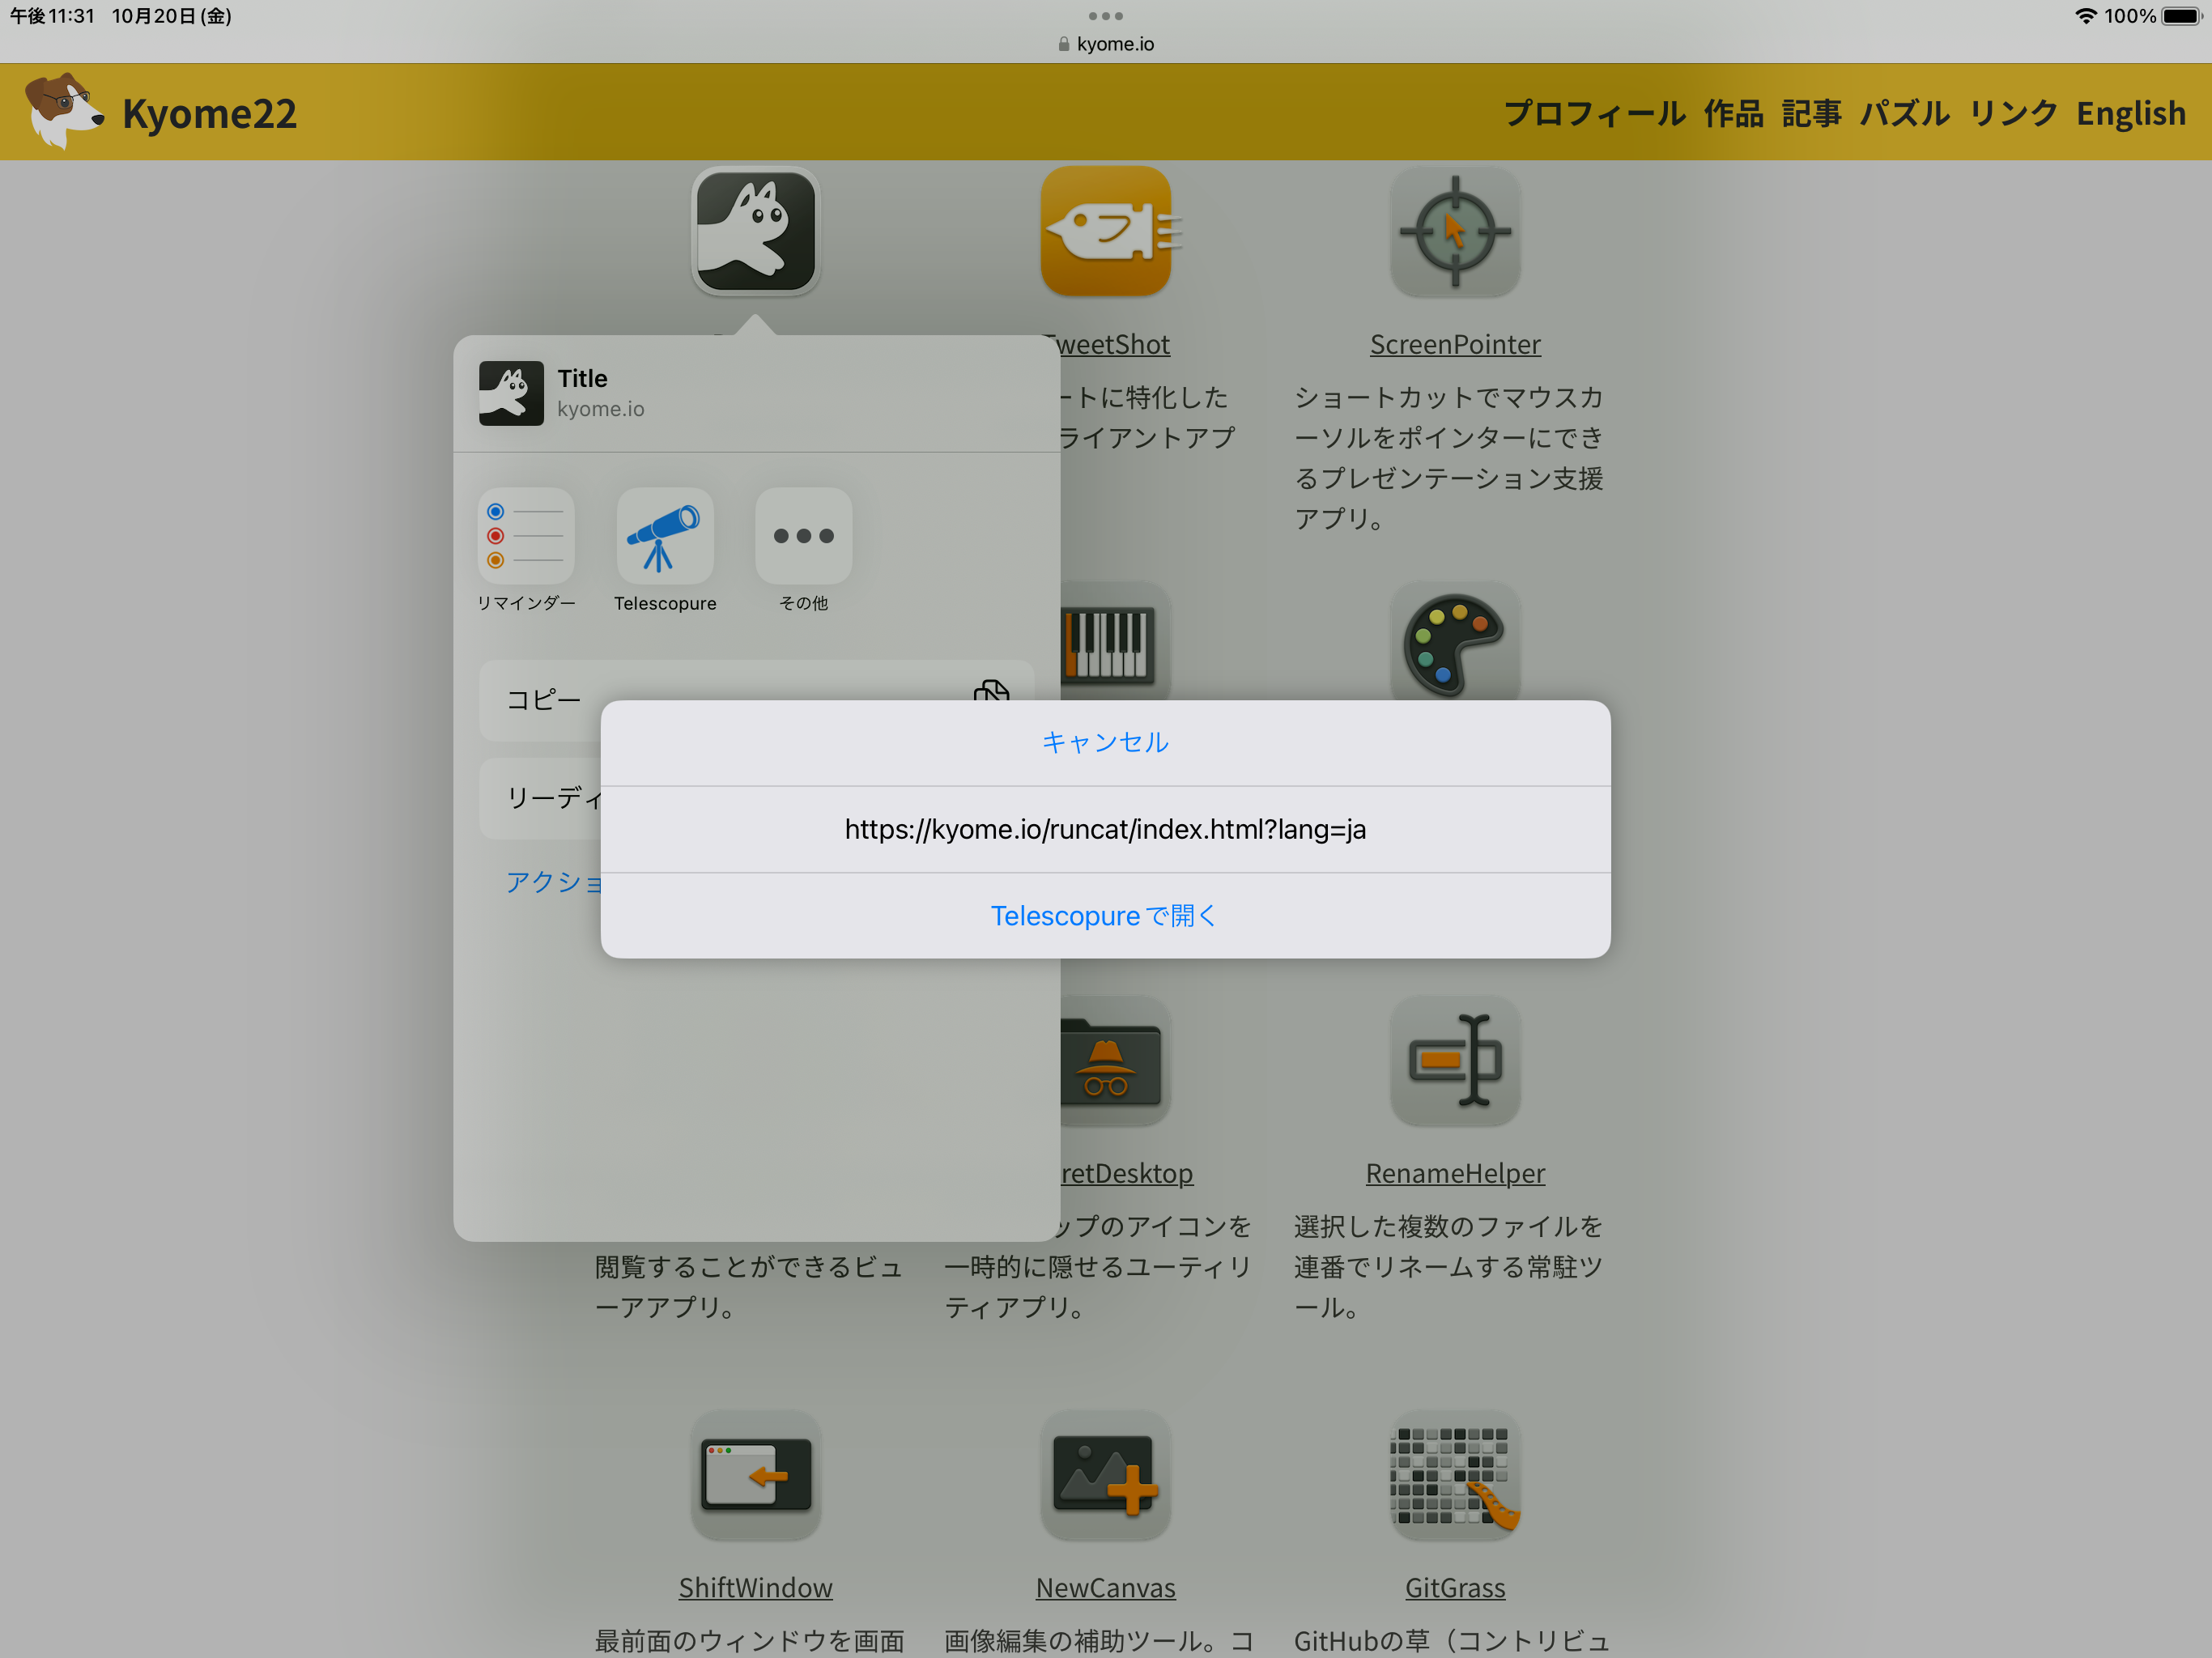 午後11:31 10月20日(金)
100%
kyome.io
Kyome22
プロフィール 作品 記事 パズル リンク English
TweetShot
ScreenPointer
ートに特化した
ライアントアプ
ショートカットでマウスカ
ーソルをポインターにでき
るプレゼンテーション支援
アプリ。
Title
kyome.io
リマインダー
Telescopure
その他
コピー
リーディ
アクショ
キャンセル
https://kyome.io/runcat/index.html?lang=ja
Telescopureで開く
retDesktop
RenameHelper
閲覧することができるビュ
ーアアプリ。
ップのアイコンを
一時的に隠せるユーティリ
ティアプリ。
選択した複数のファイルを
連番でリネームする常駐ツ
ール。
ShiftWindow
NewCanvas
GitGrass
最前面のウィンドウを画面
画像編集の補助ツール。コ
GitHubの草（コントリビュ